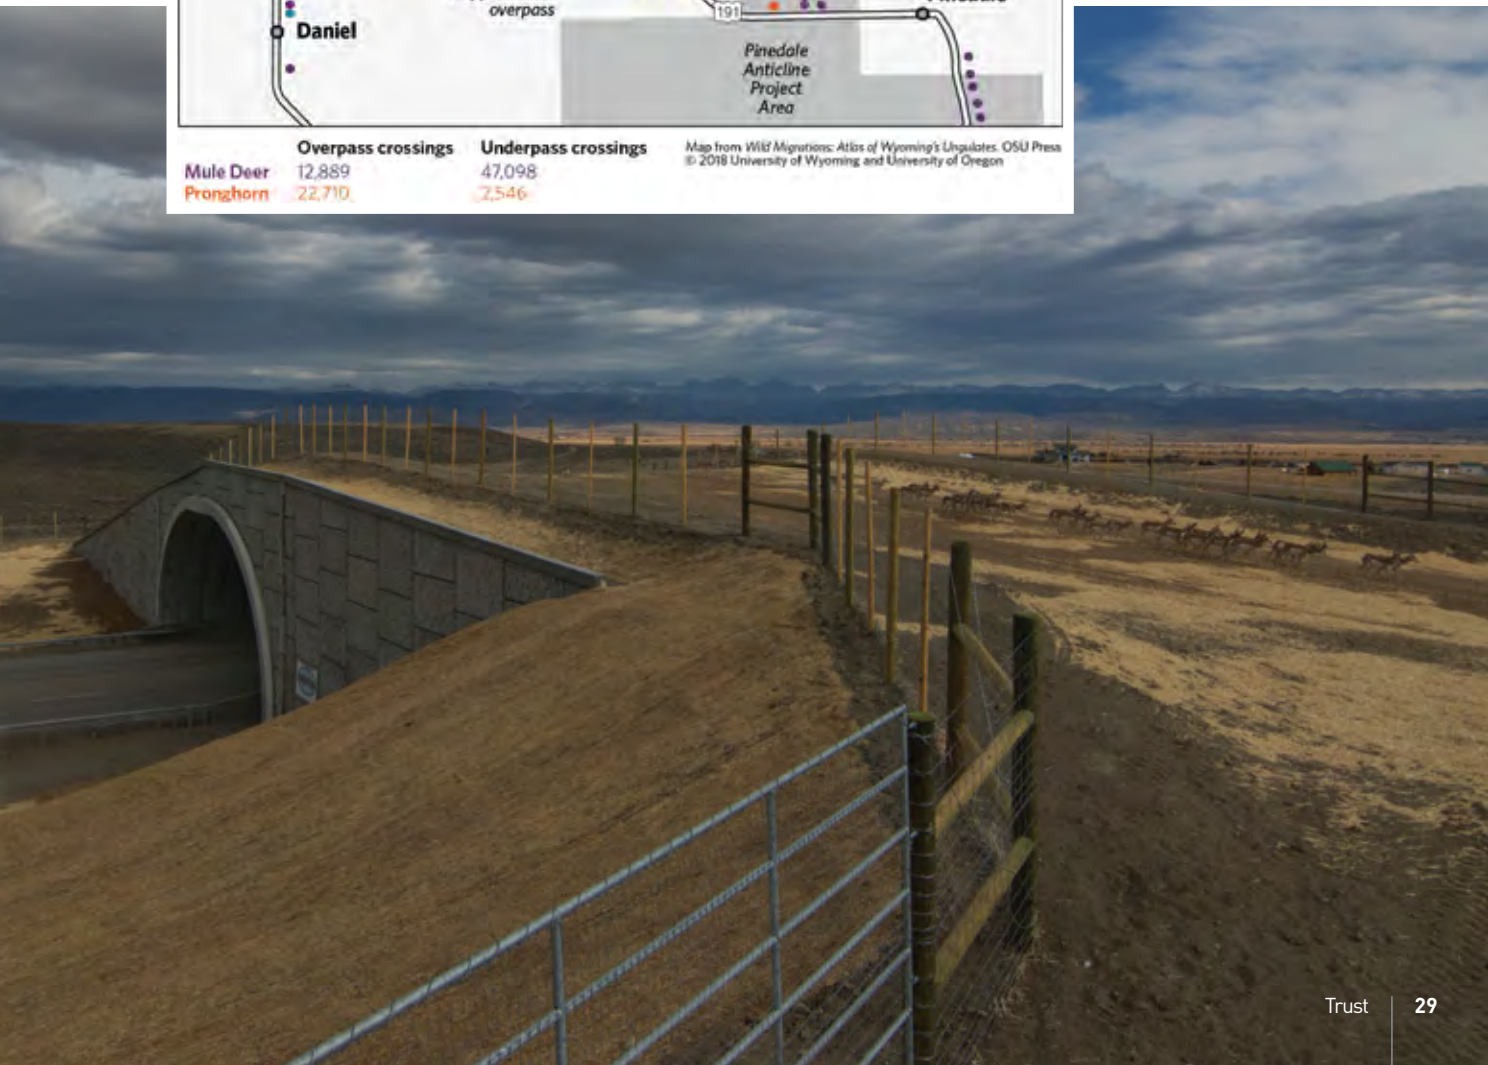 overpass
Daniel
191
Pinedale
Anticline
Project
Area
Overpass crossings Underpass crossings
Mule Deer 12,889 47,098
Pronghorn 22,710 2,546
Map from Wild Migrations: Atlas of Wyoming's Ungulates. OSU Press
© 2018 University of Wyoming and University of Oregon
Trust 29